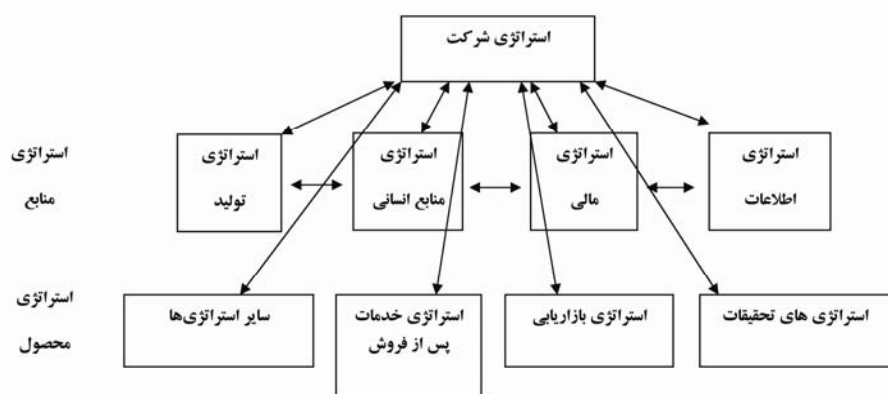 استراتژی شرکت
استراتژی
منابع
استراتژی
اطلاعات
استراتژی
مالی
استراتژی
منابع انسانی
استراتژی
تولید
استراتژی
محصول
استراتژی های تحقیقات
استراتژی بازاریابی
استراتژی خدمات
پس از فروش
سایر استراتژی‌ها